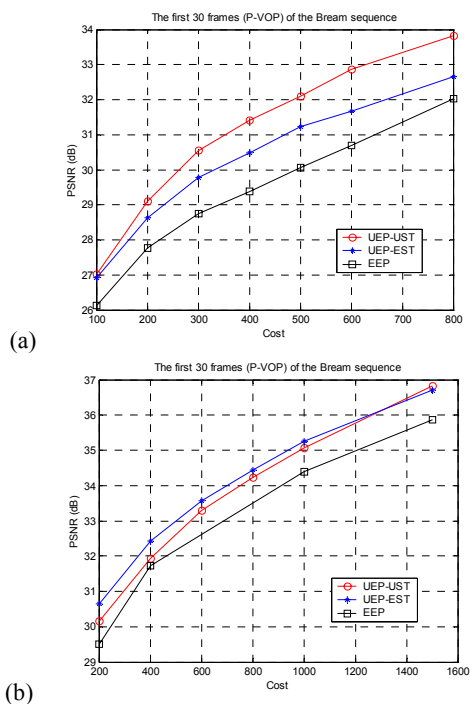 The first 30 frames (P-VOP) of the Bream sequence
34
33
32
31
30
29
28
27
26
PSNR (dB)
UEP-UST
UEP-EST
EEP
100 200 300 400 500 600 700 800
Cost
(a)
The first 30 frames (P-VOP) of the Bream sequence
37
36
35
34
33
32
31
30
29
PSNR (dB)
UEP-UST
UEP-EST
EEP
200 400 600 800 1000 1200 1400 1600
Cost
(b)